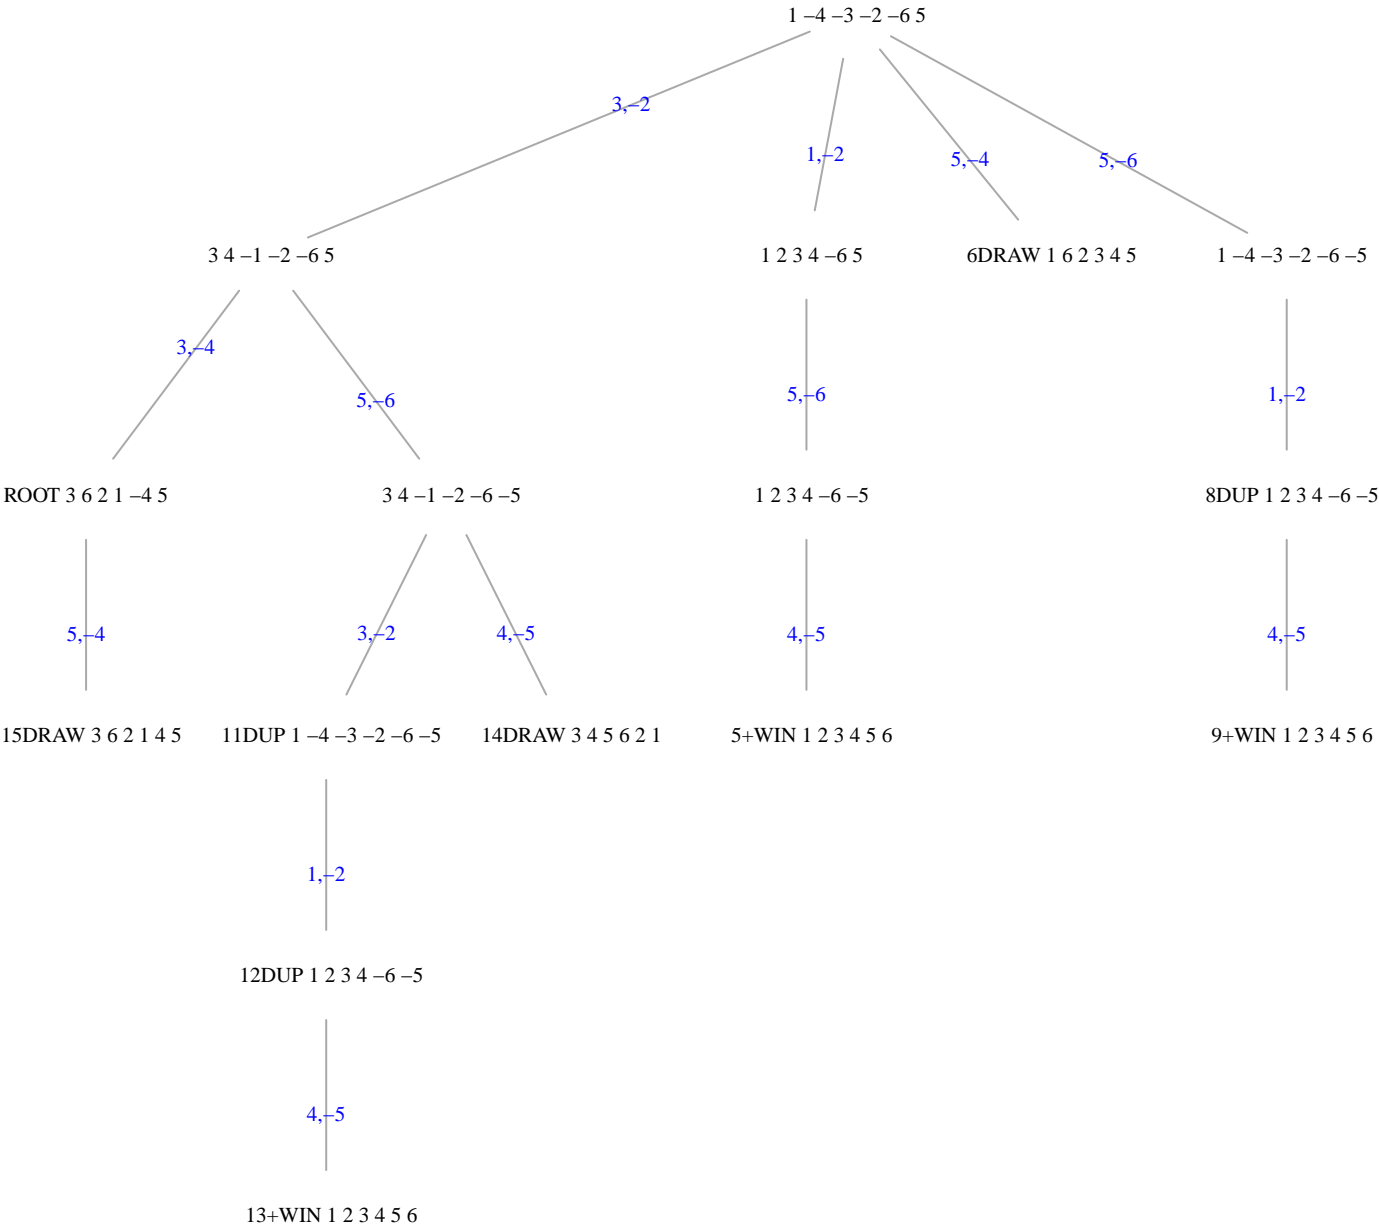 1 –4 –3 –2 –6 5
3,–2
1,–2
5,–4
5,–6
3 4 –1 –2 –6 5
1 2 3 4 –6 5
6DRAW 1 6 2 3 4 5
1 –4 –3 –2 –6 –5
3,–4
5,–6
5,–6
1,–2
ROOT 3 6 2 1 –4 5
3 4 –1 –2 –6 –5
1 2 3 4 –6 –5
8DUP 1 2 3 4 –6 –5
5,–4
3,–2
4,–5
4,–5
4,–5
15DRAW 3 6 2 1 4 5
11DUP 1 –4 –3 –2 –6 –5
14DRAW 3 4 5 6 2 1
5+WIN 1 2 3 4 5 6
9+WIN 1 2 3 4 5 6
1,–2
12DUP 1 2 3 4 –6 –5
4,–5
13+WIN 1 2 3 4 5 6